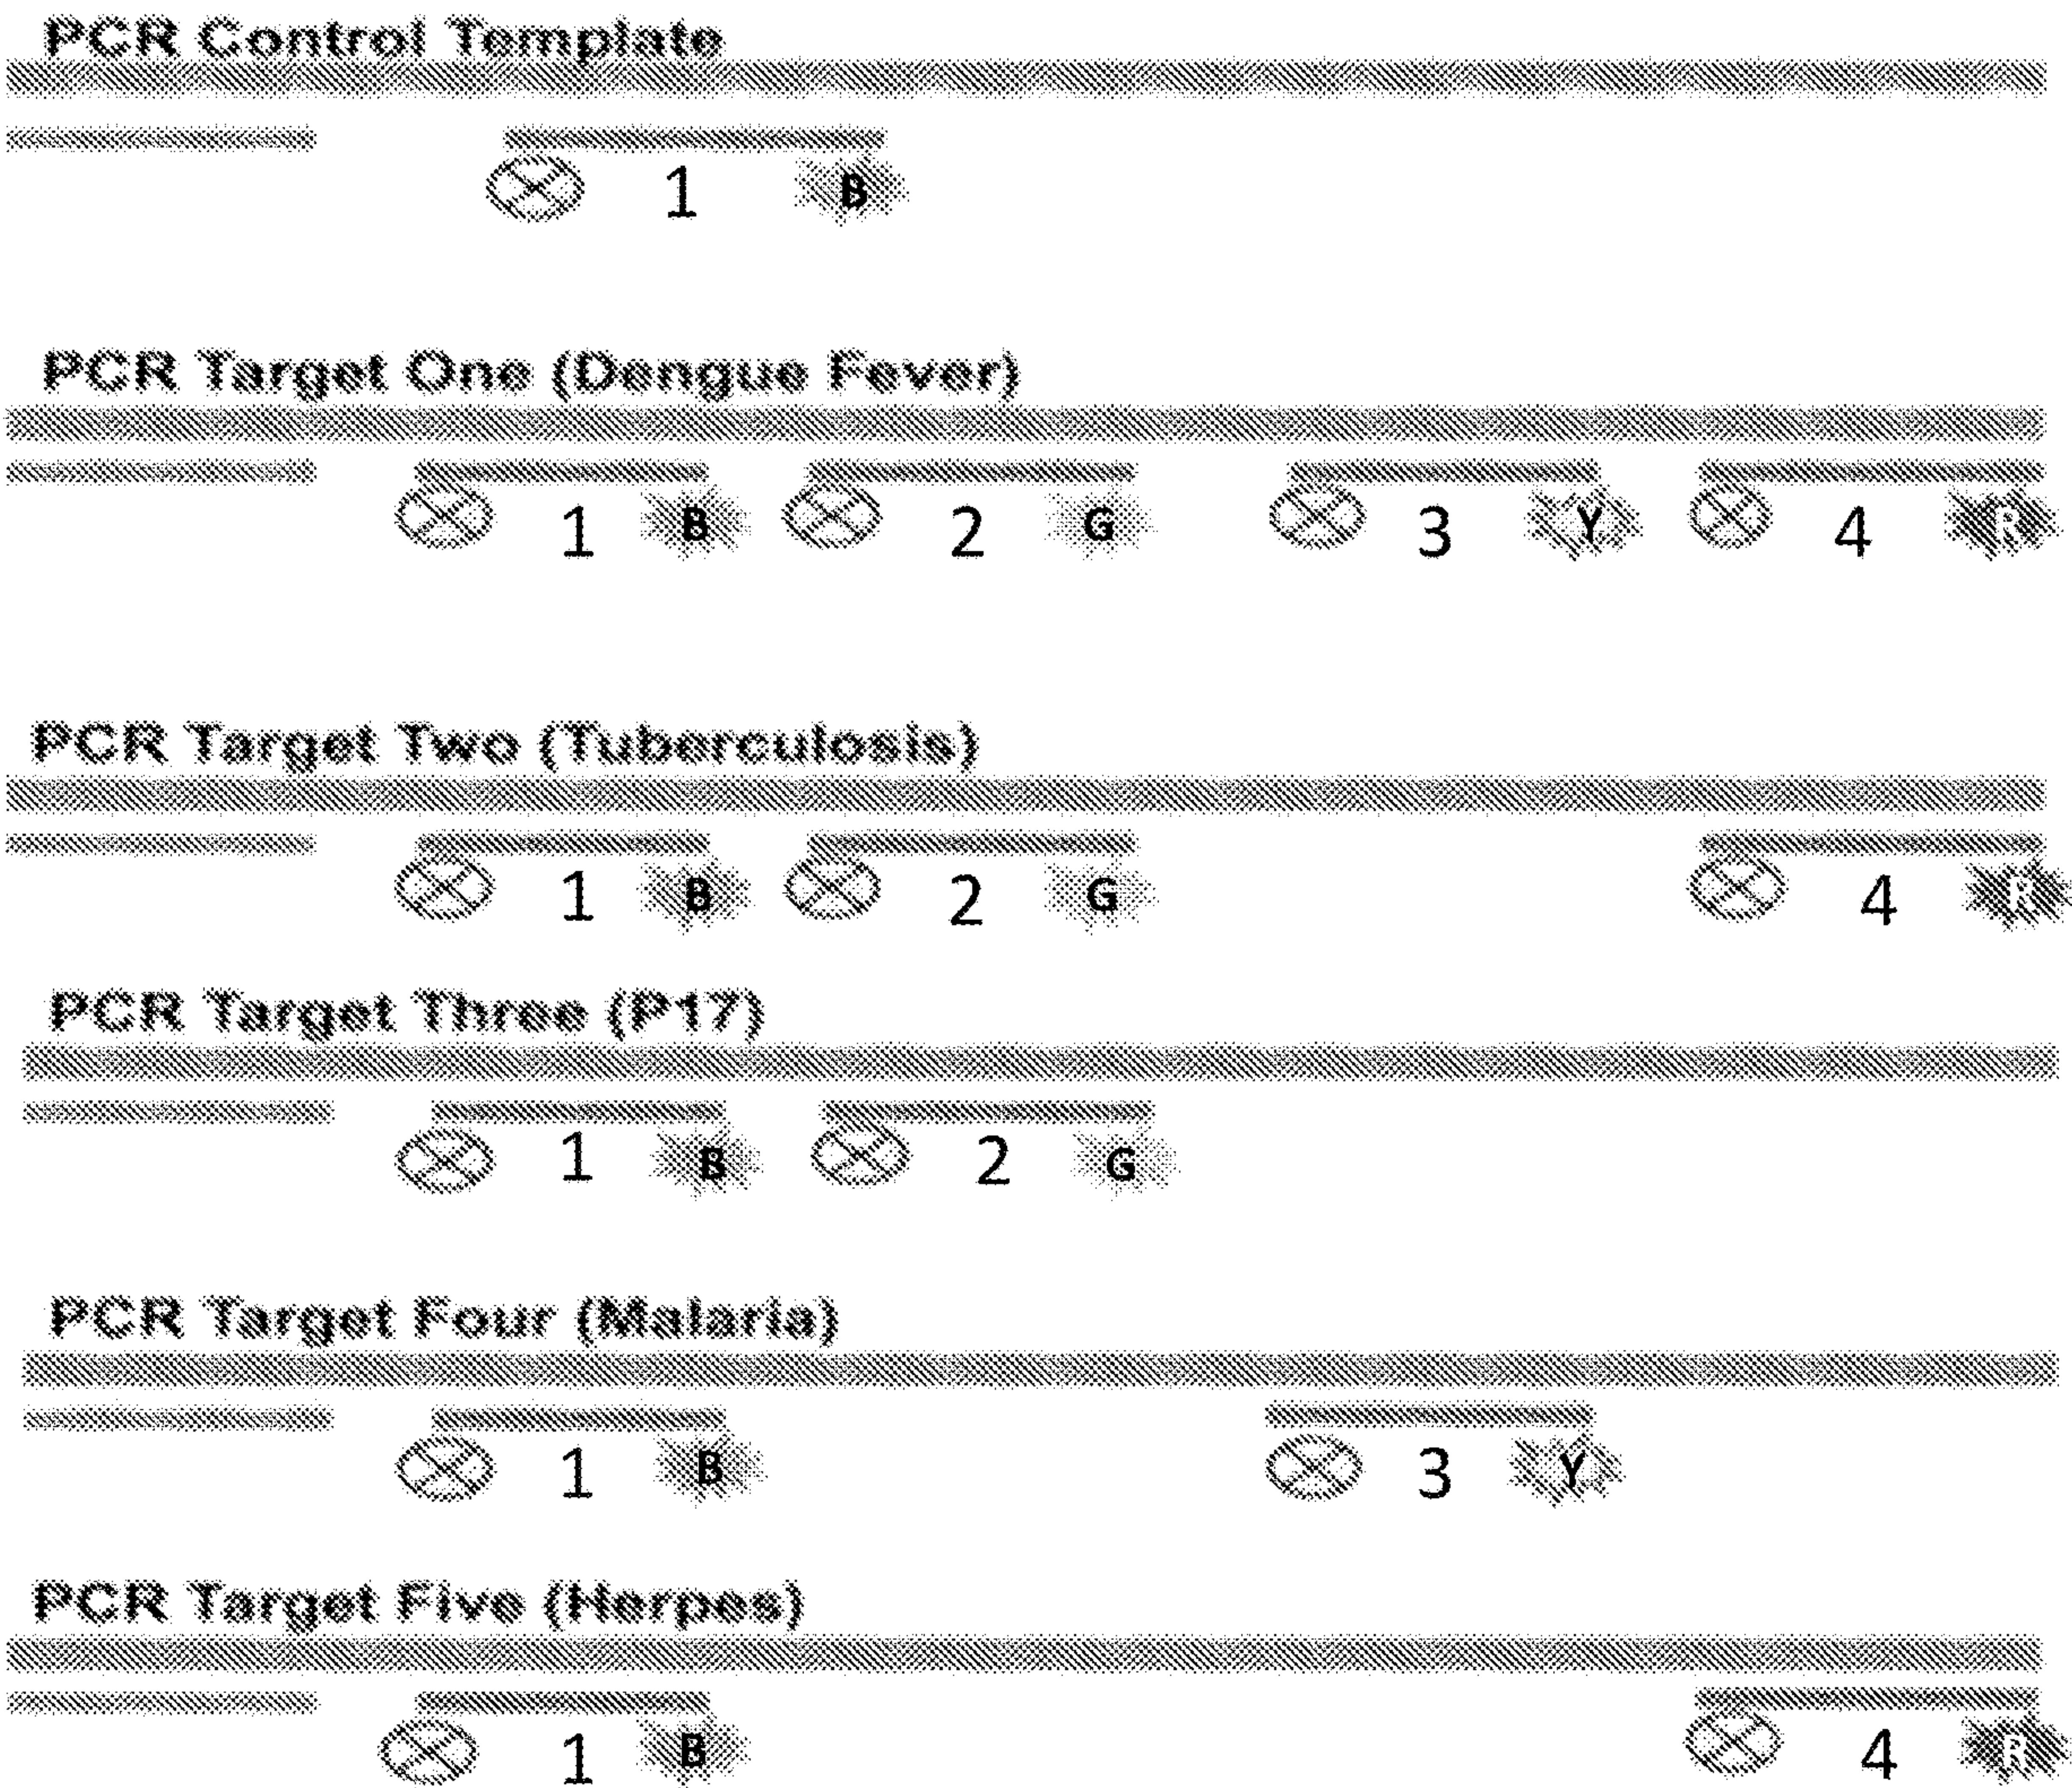 PCR Control Template
1 B
PCR Target One (Dengue Fever)
1 B 2 G 3 Y 4 R
PCR Target Two (Tuberculosis)
1 B 2 G 4 R
PCR Target Three (P17)
1 B 2 G
PCR Target Four (Malaria)
1 B 3 Y
PCR Target Five (Herpes)
1 B 4 R